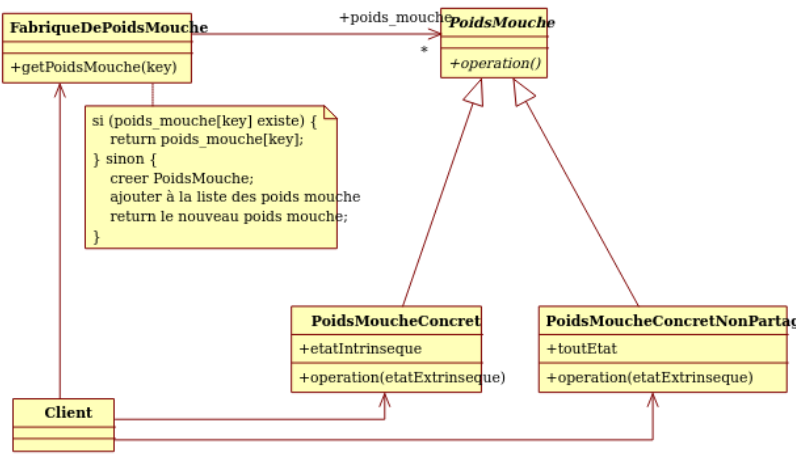 FabriqueDePoidsMouche
+getPoidsMouche(key)
+poids_mouche
*
PoidsMouche
+operation()
si (poids_mouche[key] existe) {
return poids_mouche[key];
} sinon {
creer PoidsMouche;
ajouter à la liste des poids mouche
return le nouveau poids mouche;
}
PoidsMoucheConcret
+etatIntrinseque
+operation(etatExtrinseque)
PoidsMoucheConcretNonPartag
+toutEtat
+operation(etatExtrinseque)
Client